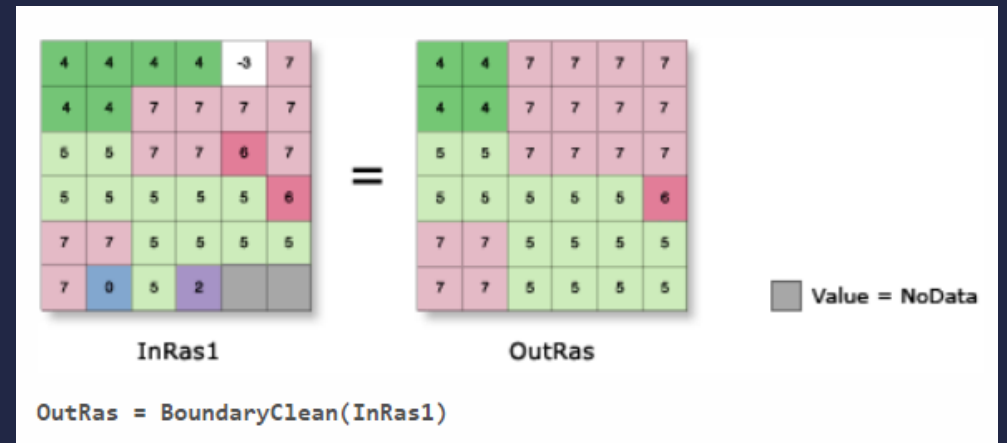 4 4 4 4 -3 7 4 4 7 7 7 7
4 4 7 7 7 7 4 4 7 7 7 7
5 5 7 7 6 7 5 5 7 7 7 7
=
5 5 5 5 5 6 5 5 5 5 5 6
7 7 5 5 5 5 7 7 5 5 5 5
7 0 5 2 7 7 5 5 5 5
Value = NoData
InRas1 OutRas
OutRas = BoundaryClean(InRas1)